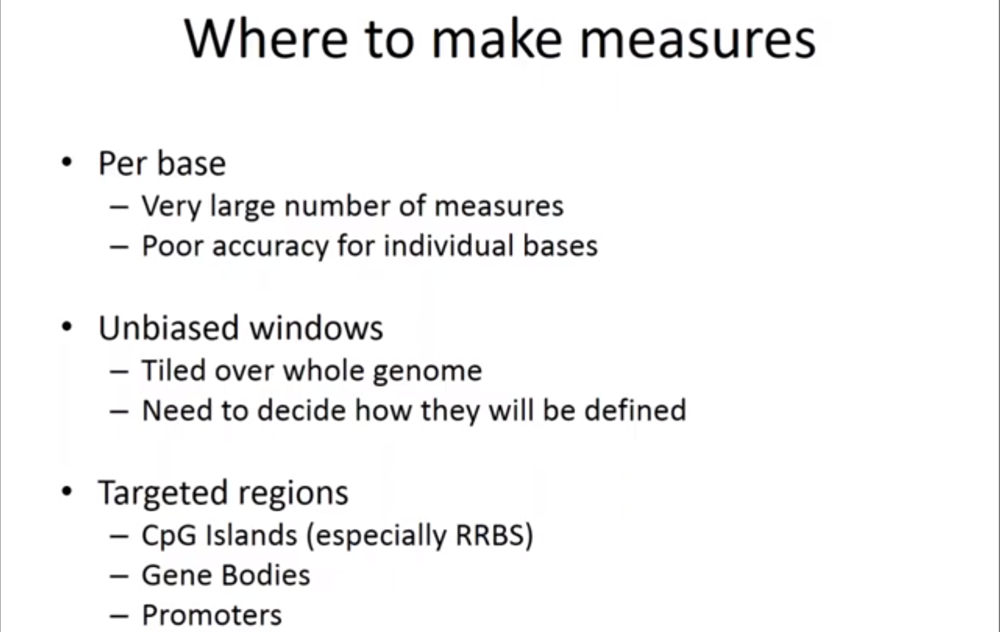 Where to make measures
• Per base
– Very large number of measures
– Poor accuracy for individual bases
• Unbiased windows
– Tiled over whole genome
– Need to decide how they will be defined
• Targeted regions
– CpG Islands (especially RRBS)
– Gene Bodies
– Promoters